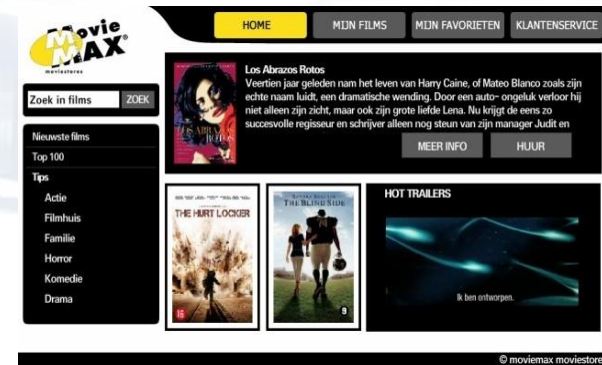 Movie
MAX
moviestores
HOME
MIJN FILMS
MIJN FAVORIETEN
KLANTENSERVICE
Zoek in films
ZOEK
Nieuwste films
Top 100
Tips
Actie
Filmhuis
Familie
Horror
Komedie
Drama
Los Abrazos Rotos
Veertien jaar geleden nam het leven van Harry Caine, of Mateo Blanco zoals zijn
echte naam luidt, een dramatische wending. Door een auto- ongeluk verloor hij
niet alleen zijn zicht, maar ook zijn grote liefde Lena. Nu krijgt de eens zo
succesvolle regisseur en schrijver alleen nog steun van zijn manager Judit en
MEER INFO
HUUR
LOS ABRAZOS
ROTOS
THE HURT LOCKER
16
THE BLIND SIDE
9
HOT TRAILERS
Ik ben ontworpen.
© moviemax moviestore